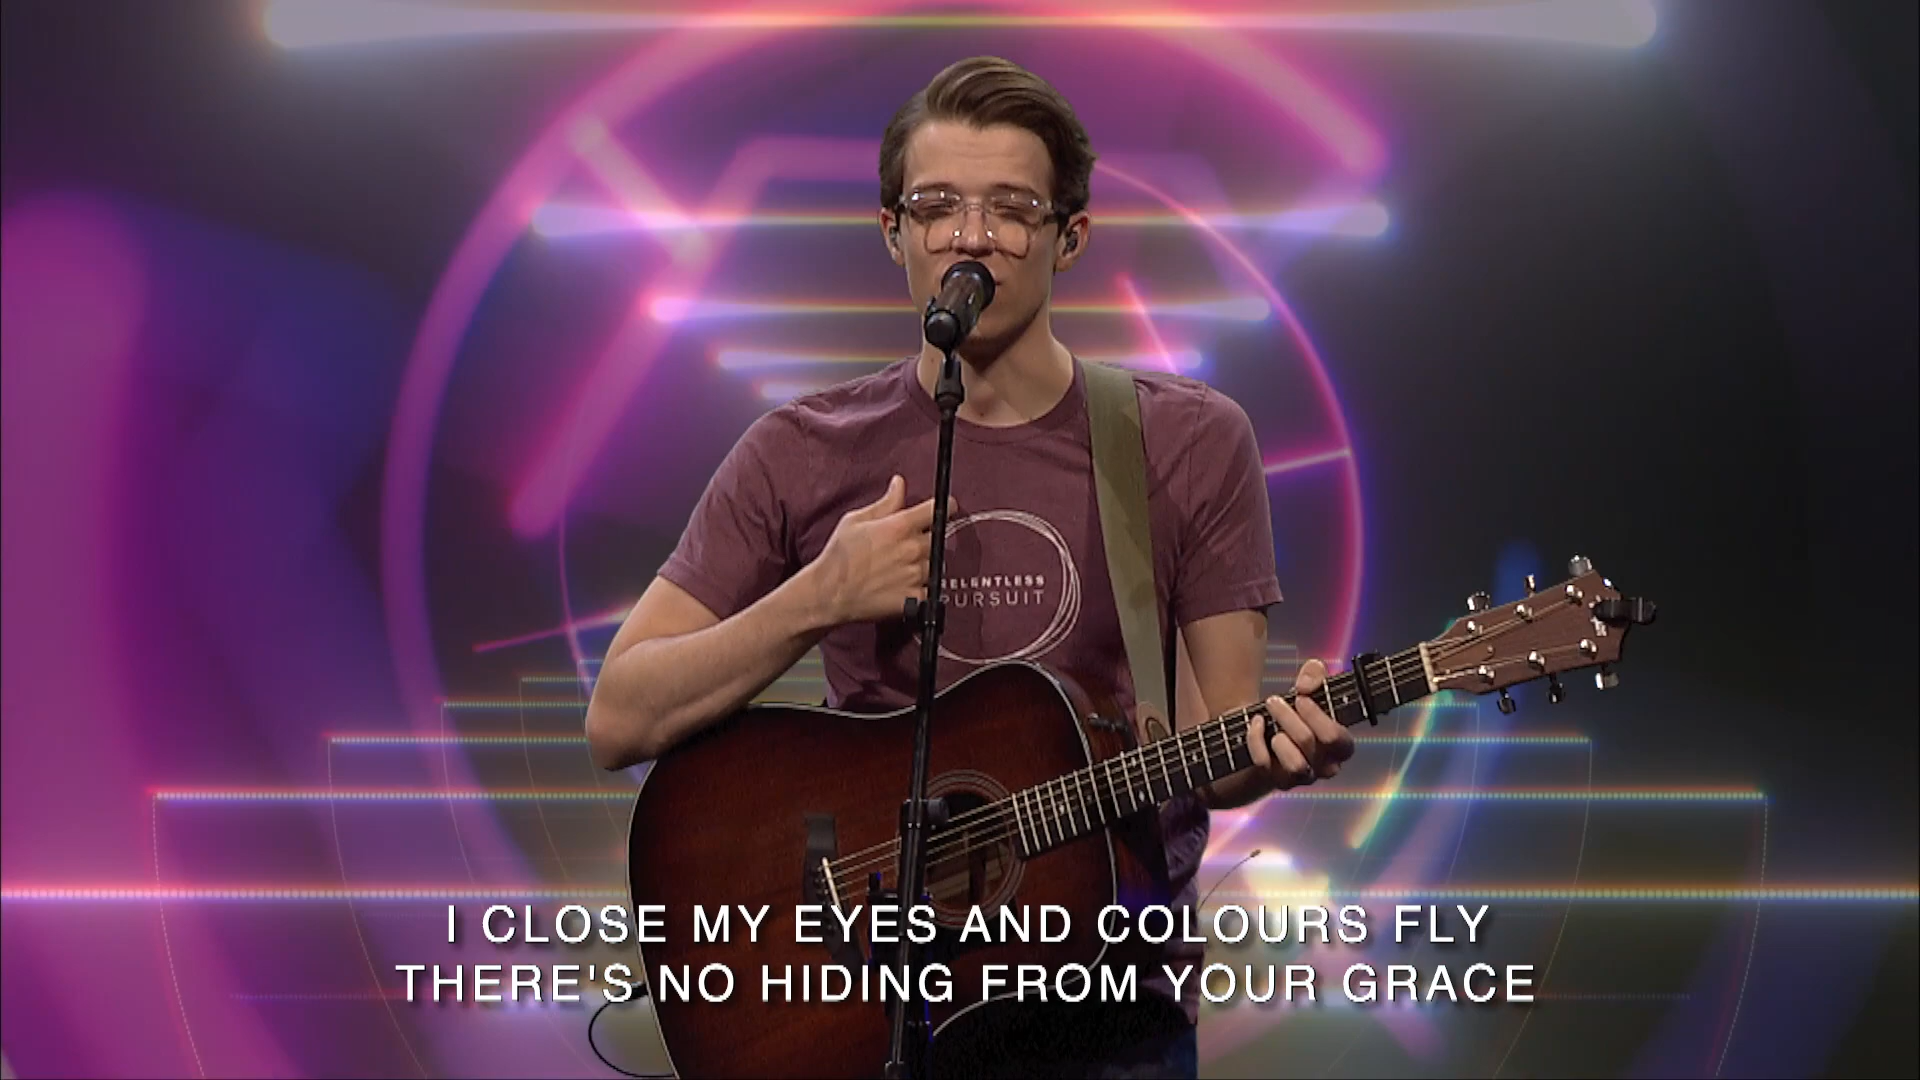 RELENTLESS
PURSUIT
I CLOSE MY EYES AND COLOURS FLY
THERE'S NO HIDING FROM YOUR GRACE